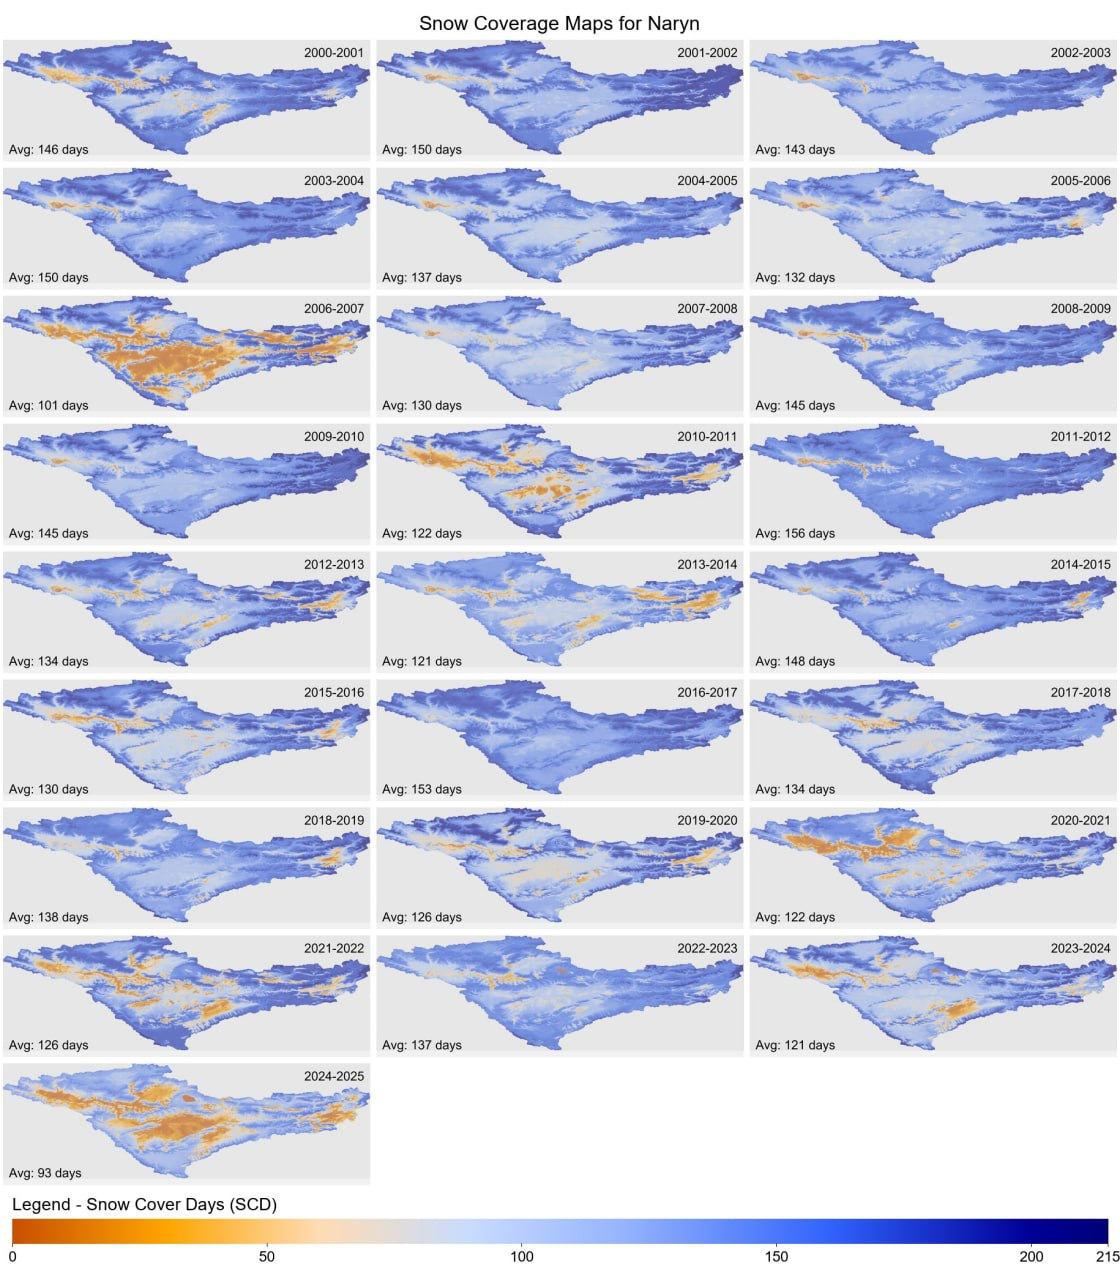 Snow Coverage Maps for Naryn
2000-2001
Avg: 146 days
2001-2002
Avg: 150 days
2002-2003
Avg: 143 days
2003-2004
Avg: 150 days
2004-2005
Avg: 137 days
2005-2006
Avg: 132 days
2006-2007
Avg: 101 days
2007-2008
Avg: 130 days
2008-2009
Avg: 145 days
2009-2010
Avg: 145 days
2010-2011
Avg: 122 days
2011-2012
Avg: 156 days
2012-2013
Avg: 134 days
2013-2014
Avg: 121 days
2014-2015
Avg: 148 days
2015-2016
Avg: 130 days
2016-2017
Avg: 153 days
2017-2018
Avg: 134 days
2018-2019
Avg: 138 days
2019-2020
Avg: 126 days
2020-2021
Avg: 122 days
2021-2022
Avg: 126 days
2022-2023
Avg: 137 days
2023-2024
Avg: 121 days
2024-2025
Avg: 93 days
Legend - Snow Cover Days (SCD)
0 50 100 150 200 215